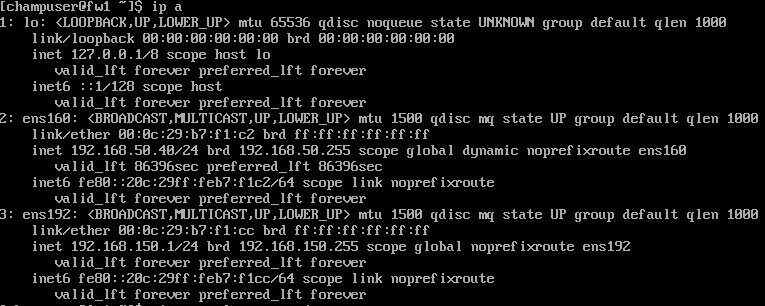 [champuser@fw1 ~]$ ip a
1: lo: <LOOPBACK,UP,LOWER_UP> mtu 65536 qdisc noqueue state UNKNOWN group default qlen 1000
    link/loopback 00:00:00:00:00:00 brd 00:00:00:00:00:00
    inet 127.0.0.1/8 scope host lo
       valid_lft forever preferred_lft forever
    inet6 ::1/128 scope host
       valid_lft forever preferred_lft forever
2: ens160: <BROADCAST,MULTICAST,UP,LOWER_UP> mtu 1500 qdisc mq state UP group default qlen 1000
    link/ether 00:0c:29:b7:f1:c2 brd ff:ff:ff:ff:ff:ff
    inet 192.168.50.40/24 brd 192.168.50.255 scope global dynamic noprefixroute ens160
       valid_lft 86396sec preferred_lft 86396sec
    inet6 fe80::20c:29ff:feb7:f1c2/64 scope link noprefixroute
       valid_lft forever preferred_lft forever
3: ens192: <BROADCAST,MULTICAST,UP,LOWER_UP> mtu 1500 qdisc mq state UP group default qlen 1000
    link/ether 00:0c:29:b7:f1:cc brd ff:ff:ff:ff:ff:ff
    inet 192.168.150.1/24 brd 192.168.150.255 scope global noprefixroute ens192
       valid_lft forever preferred_lft forever
    inet6 fe80::20c:29ff:feb7:f1cc/64 scope link noprefixroute
       valid_lft forever preferred_lft forever